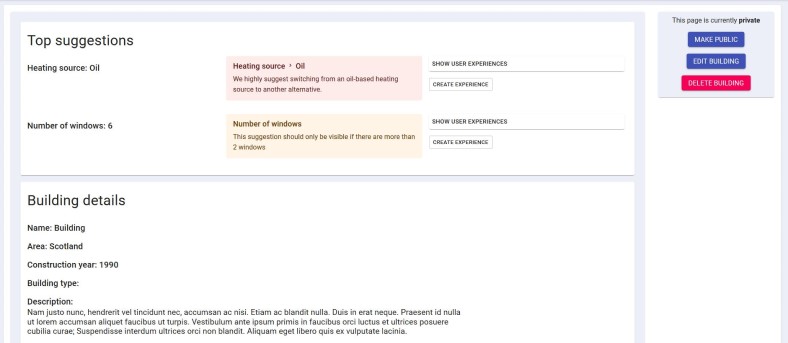 Top suggestions
Heating source: Oil
Heating source › Oil
We highly suggest switching from an oil-based heating
source to another alternative.
SHOW USER EXPERIENCES
CREATE EXPERIENCE
Number of windows: 6
Number of windows
This suggestion should only be visible if there are more than
2 windows
SHOW USER EXPERIENCES
CREATE EXPERIENCE
Building details
Name: Building
Area: Scotland
Construction year: 1990
Building type:
Description:
Nam justo nunc, hendrerit vel tincidunt nec, accumsan ac nisi. Etiam ac blandit nulla. Duis in erat neque. Praesent id nulla
ut lorem accumsan aliquet faucibus ut turpis. Vestibulum ante ipsum primis in faucibus orci luctus et ultrices posuere
cubilia curae; Suspendisse interdum ultrices orci non blandit. Aliquam eget libero quis ex vulputate lacinia.
This page is currently private
MAKE PUBLIC
EDIT BUILDING
DELETE BUILDING